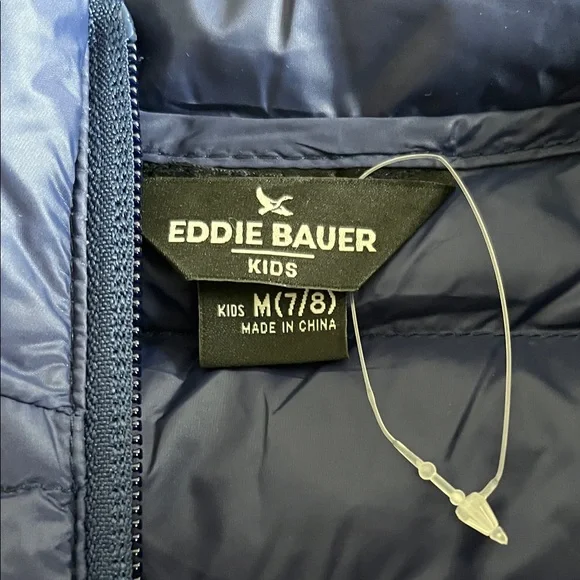 EDDIE BAUER
KIDS
KIDS M(7/8)
MADE IN CHINA